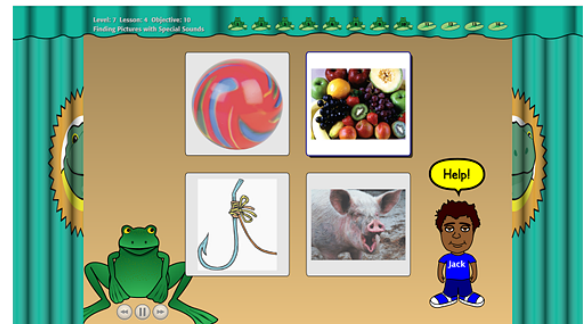 Level: 7 Lesson: 4 Objective: 10
Finding Pictures with Special Sounds
Help!
Jack